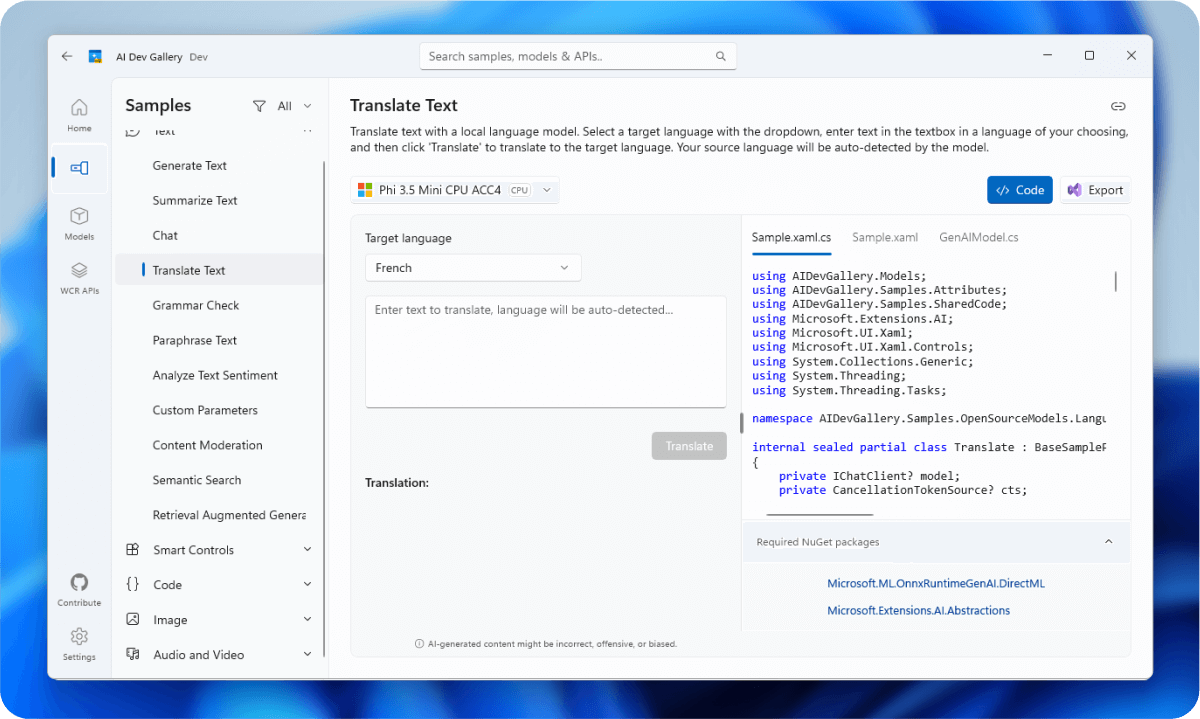 AI Dev Gallery Dev
Search samples, models & APIs..
Home
Models
WCR APIs
Contribute
Settings
Samples
All
Text
Generate Text
Summarize Text
Chat
Translate Text
Grammar Check
Paraphrase Text
Analyze Text Sentiment
Custom Parameters
Content Moderation
Semantic Search
Retrieval Augmented Genera
Smart Controls
Code
Image
Audio and Video
Translate Text
Translate text with a local language model. Select a target language with the dropdown, enter text in the textbox in a language of your choosing,
and then click 'Translate' to translate to the target language. Your source language will be auto-detected by the model.
Phi 3.5 Mini CPU ACC4 CPU
</> Code
Export
Target language
French
Enter text to translate, language will be auto-detected...
Translate
Translation:
AI-generated content might be incorrect, offensive, or biased.
Sample.xaml.cs Sample.xaml GenAIModel.cs
using AIDevGallery.Models;
using AIDevGallery.Samples.Attributes;
using AIDevGallery.Samples.SharedCode;
using Microsoft.Extensions.AI;
using Microsoft.UI.Xaml;
using Microsoft.UI.Xaml.Controls;
using System.Collections.Generic;
using System.Threading;
using System.Threading.Tasks;
namespace AIDevGallery.Samples.OpenSourceModels.Langu
internal sealed partial class Translate : BaseSampleP
{
private IChatClient? model;
private CancellationTokenSource? cts;
Required NuGet packages
Microsoft.ML.OnnxRuntimeGenAI.DirectML
Microsoft.Extensions.AI.Abstractions